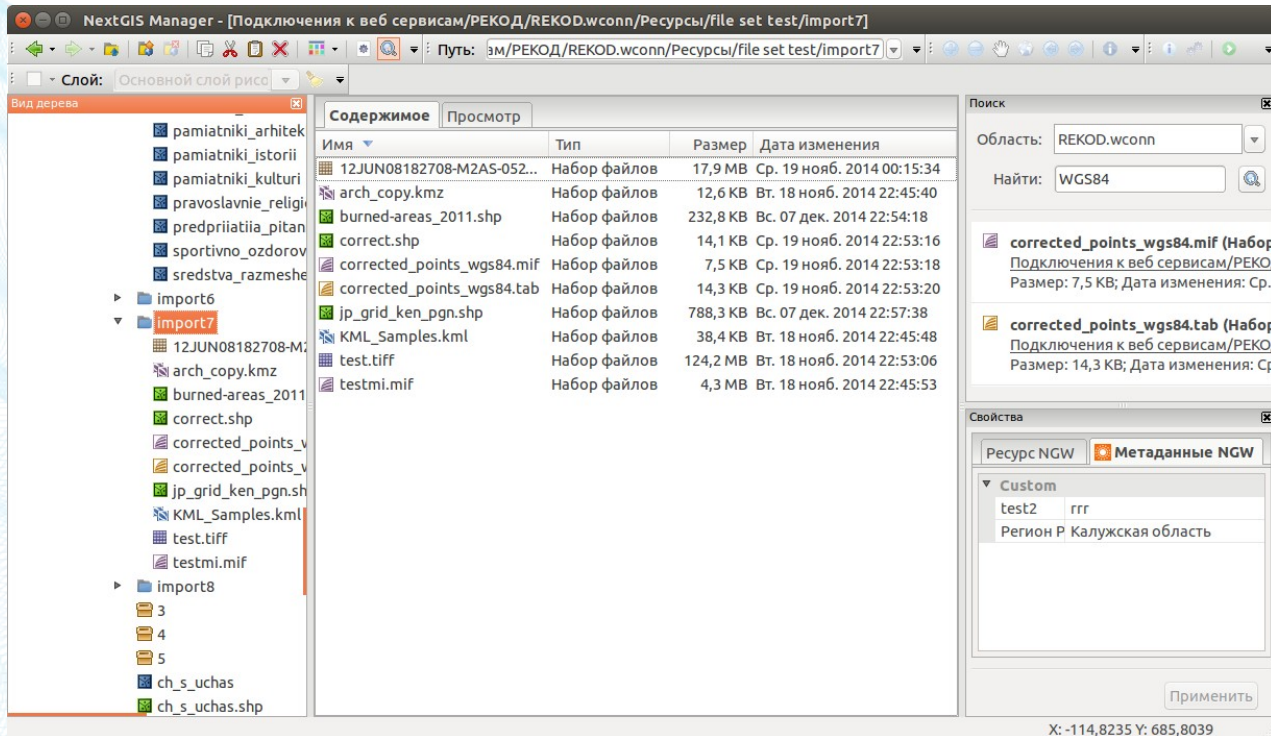 NextGIS Manager - [Подключения к веб сервисам/РЕКОД/REKOD.wconn/Ресурсы/file set test/import7]
Путь: эм/РЕКОД/REKOD.wconn/Ресурсы/file set test/import7
Слой: Основной слой рисс
Вид дерева
pamiatniki_arhitek
pamiatniki_istorii
pamiatniki_kulturi
pravoslavnie_religi
predpriiatiia_pitan
sportivno_ozdorov
sredstva_razmeshe
import6
import7
12JUN08182708-M2
arch_copy.kmz
burned-areas_2011
correct.shp
corrected_points_v
corrected_points_v
jp_grid_ken_pgn.sh
KML_Samples.kml
test.tiff
testmi.mif
import8
3
4
5
ch_s_uchas
ch_s_uchas.shp
Содержимое Просмотр
Имя Тип Размер Дата изменения
12JUN08182708-M2AS-052... Набор файлов 17,9 MB Ср. 19 нояб. 2014 00:15:34
arch_copy.kmz Набор файлов 12,6 KB Вт. 18 нояб. 2014 22:45:40
burned-areas_2011.shp Набор файлов 232,8 KB Вс. 07 дек. 2014 22:54:18
correct.shp Набор файлов 14,1 KB Ср. 19 нояб. 2014 22:53:16
corrected_points_wgs84.mif Набор файлов 7,5 KB Ср. 19 нояб. 2014 22:53:18
corrected_points_wgs84.tab Набор файлов 14,3 KB Ср. 19 нояб. 2014 22:53:20
jp_grid_ken_pgn.shp Набор файлов 788,3 KB Вс. 07 дек. 2014 22:57:38
KML_Samples.kml Набор файлов 38,4 KB Вт. 18 нояб. 2014 22:45:48
test.tiff Набор файлов 124,2 MB Вт. 18 нояб. 2014 22:53:06
testmi.mif Набор файлов 4,3 MB Вт. 18 нояб. 2014 22:45:53
Поиск
Область: REKOD.wconn
Найти: WGS84
corrected_points_wgs84.mif (Набор
Подключения к веб сервисам/РЕКО
Размер: 7,5 KB; Дата изменения: Ср.
corrected_points_wgs84.tab (Набор
Подключения к веб сервисам/РЕКО
Размер: 14,3 KB; Дата изменения: Ср
Свойства
Ресурс NGW Метаданные NGW
Custom
test2 rrr
Регион Р Калужская область
Применить
X: -114,8235 Y: 685,8039